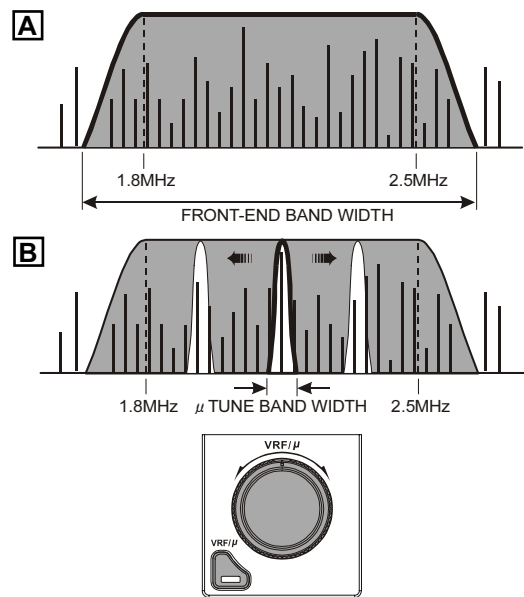 A
1.8MHz 2.5MHz
FRONT-END BAND WIDTH
B
1.8MHz μ TUNE BAND WIDTH 2.5MHz
VRF/μ
VRF/μ